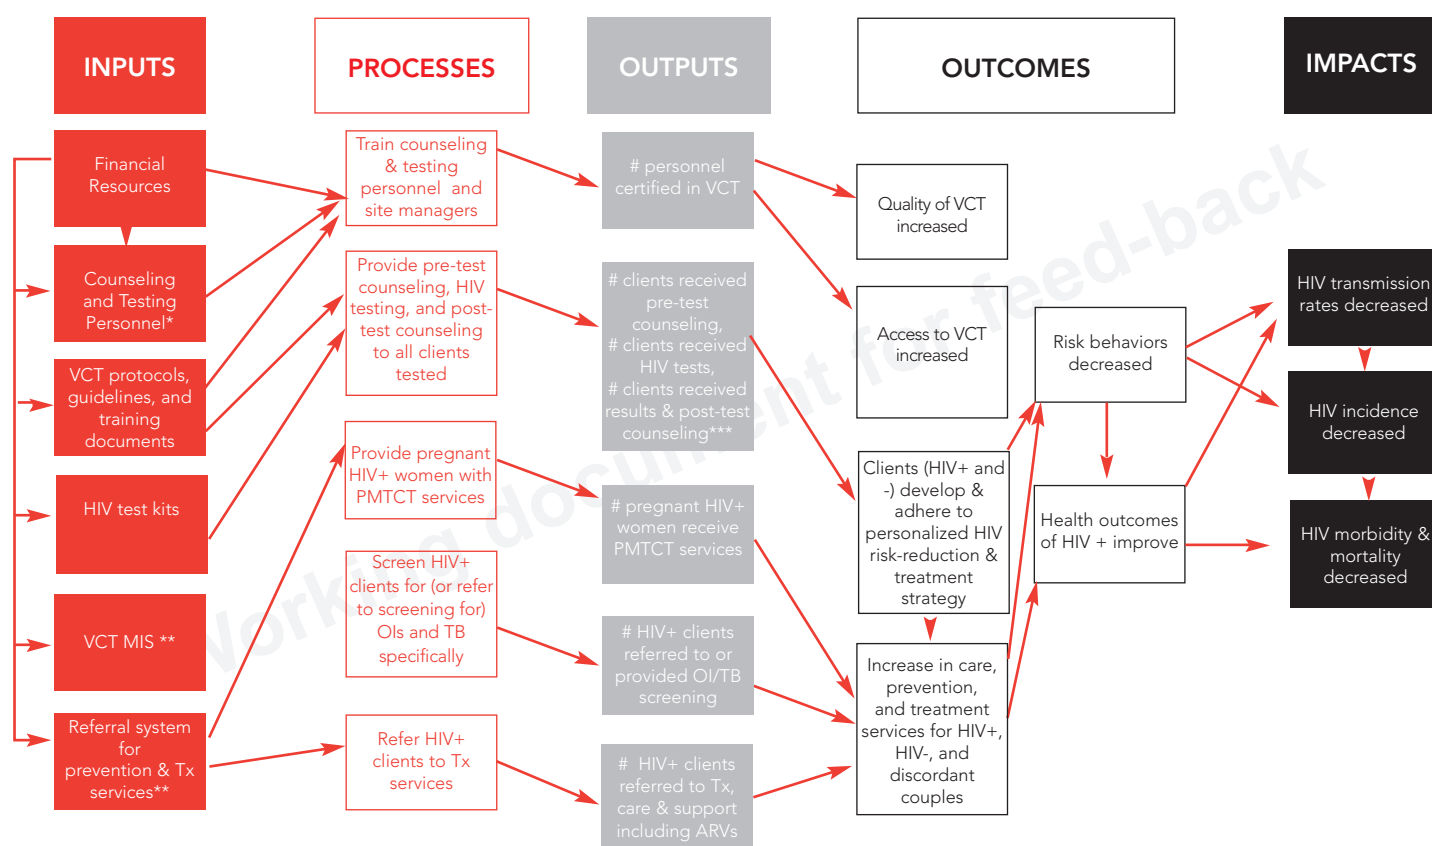 INPUTS
PROCESSES
OUTPUTS
OUTCOMES
IMPACTS
Financial
Resources
Counseling
and Testing
Personnel*
VCT protocols,
guidelines, and
training
documents
HIV test kits
VCT MIS **
Referral system
for
prevention & Tx
services**
Train counseling
& testing
personnel and
site managers
Provide pre-test
counseling, HIV
testing, and post-
test counseling
to all clients
tested
Provide pregnant
HIV+ women with
PMTCT services
Screen HIV+
clients for (or refer
to screening for)
OIs and TB
specifically
Refer HIV+
clients to Tx
services
# personnel
certified in VCT
# clients received
pre-test
counseling,
# clients received
HIV tests,
# clients received
results & post-test
counseling***
# pregnant HIV+
women receive
PMTCT services
# HIV+ clients
referred to or
provided OI/TB
screening
# HIV+ clients
referred to Tx,
care & support
including ARVs
Quality of VCT
increased
Access to VCT
increased
Clients (HIV+ and
-) develop &
adhere to
personalized HIV
risk-reduction &
treatment
strategy
Increase in care,
prevention,
and treatment
services for HIV+,
HIV-, and
discordant
couples
Risk behaviors
decreased
Health outcomes
of HIV + improve
HIV transmission
rates decreased
HIV incidence
decreased
HIV morbidity &
mortality
decreased
Working document for feed-back